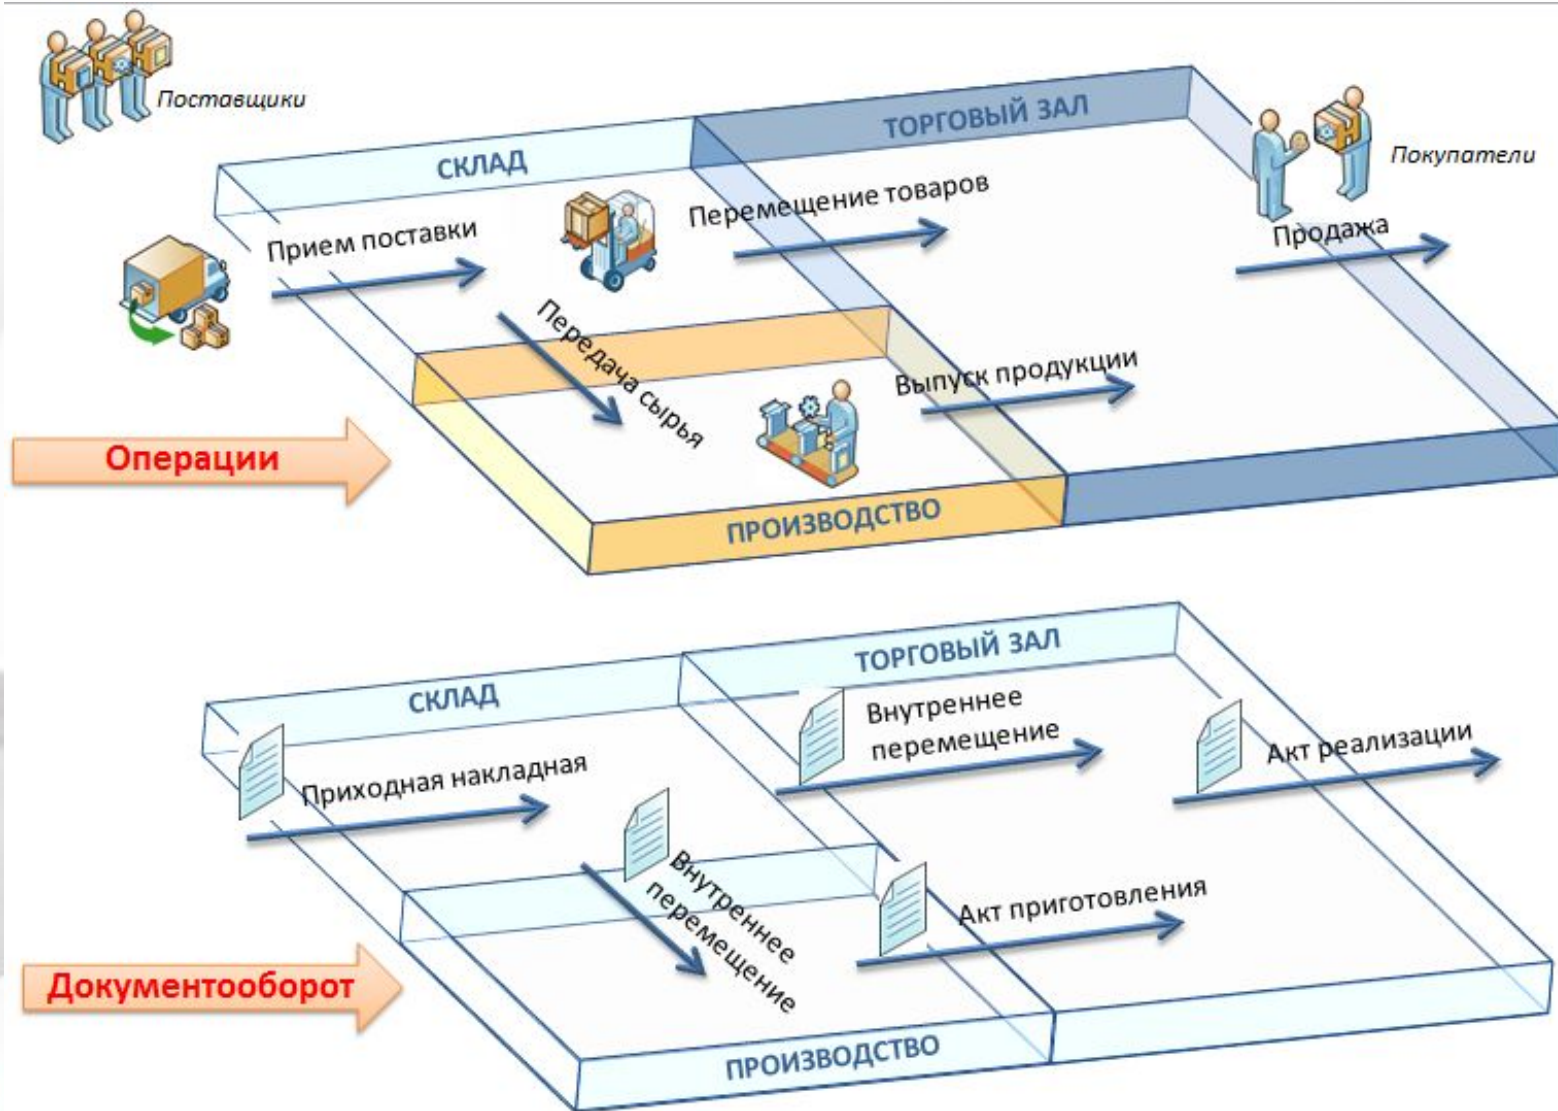 Поставщики
СКЛАД
ТОРГОВЫЙ ЗАЛ
Покупатели
Прием поставки
Перемещение товаров
Продажа
Передача сырья
Выпуск продукции
Операции
ПРОИЗВОДСТВО
СКЛАД
ТОРГОВЫЙ ЗАЛ
Приходная накладная
Внутреннее
перемещение
Акт реализации
Внутреннее
перемещение
Акт приготовления
Документооборот
ПРОИЗВОДСТВО